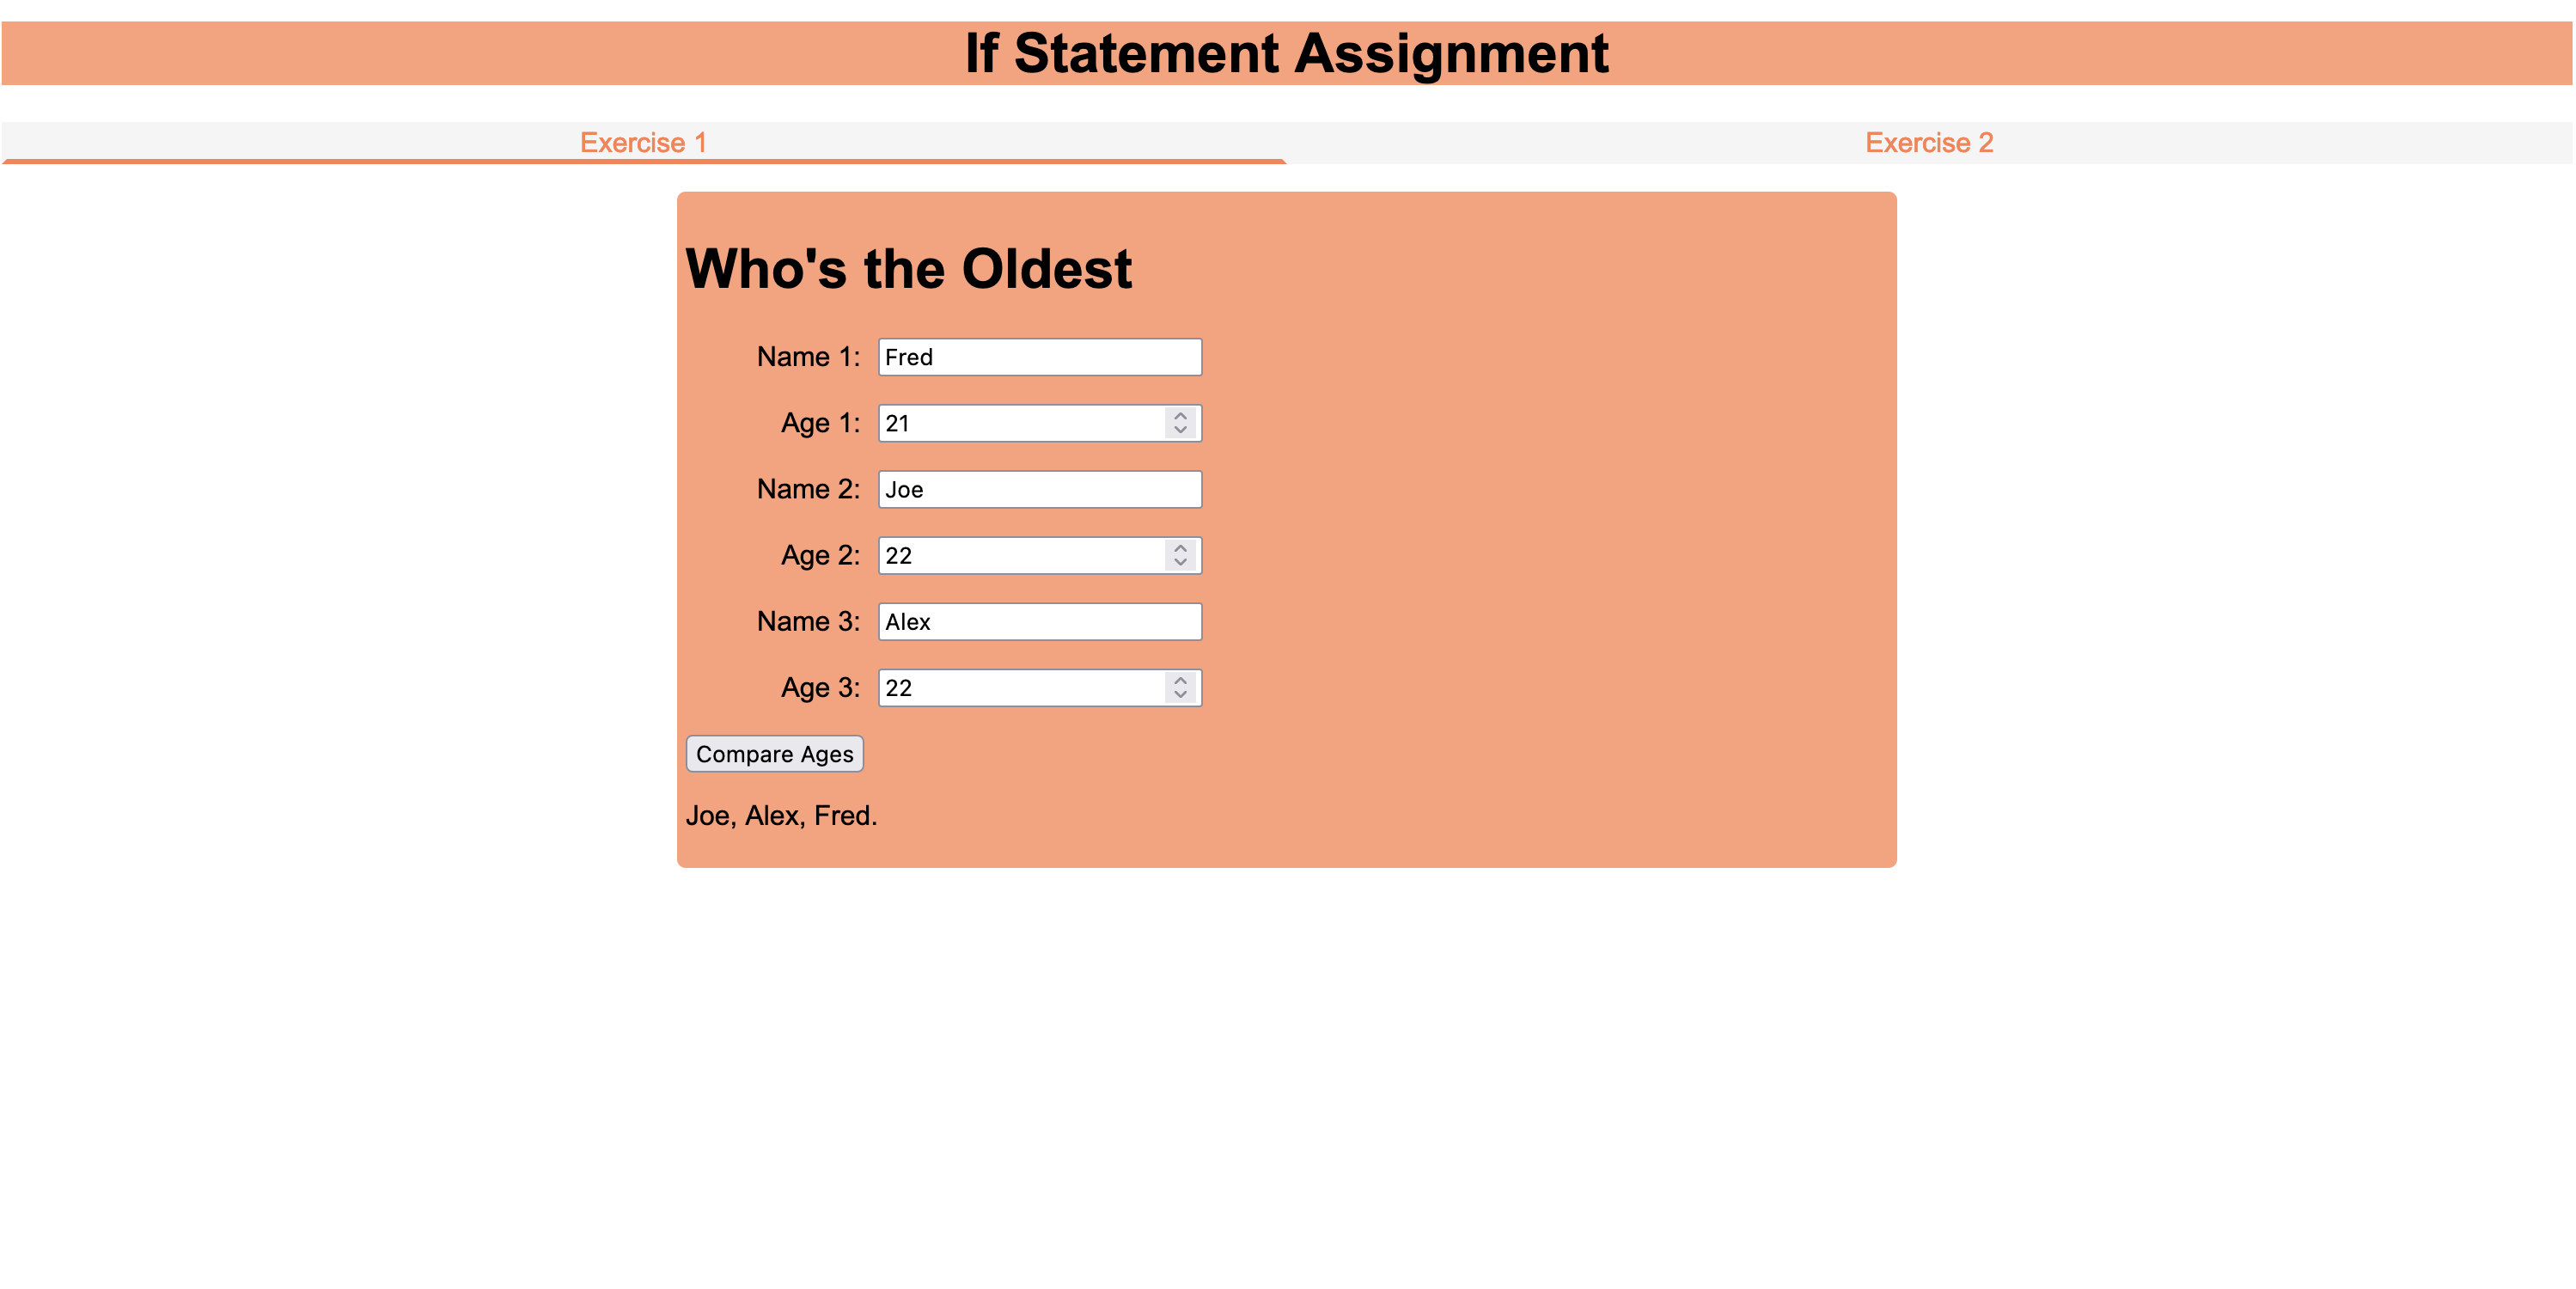 If Statement Assignment
Exercise 1 Exercise 2
Who's the Oldest
Name 1: Fred
Age 1: 21
Name 2: Joe
Age 2: 22
Name 3: Alex
Age 3: 22
Compare Ages
Joe, Alex, Fred.